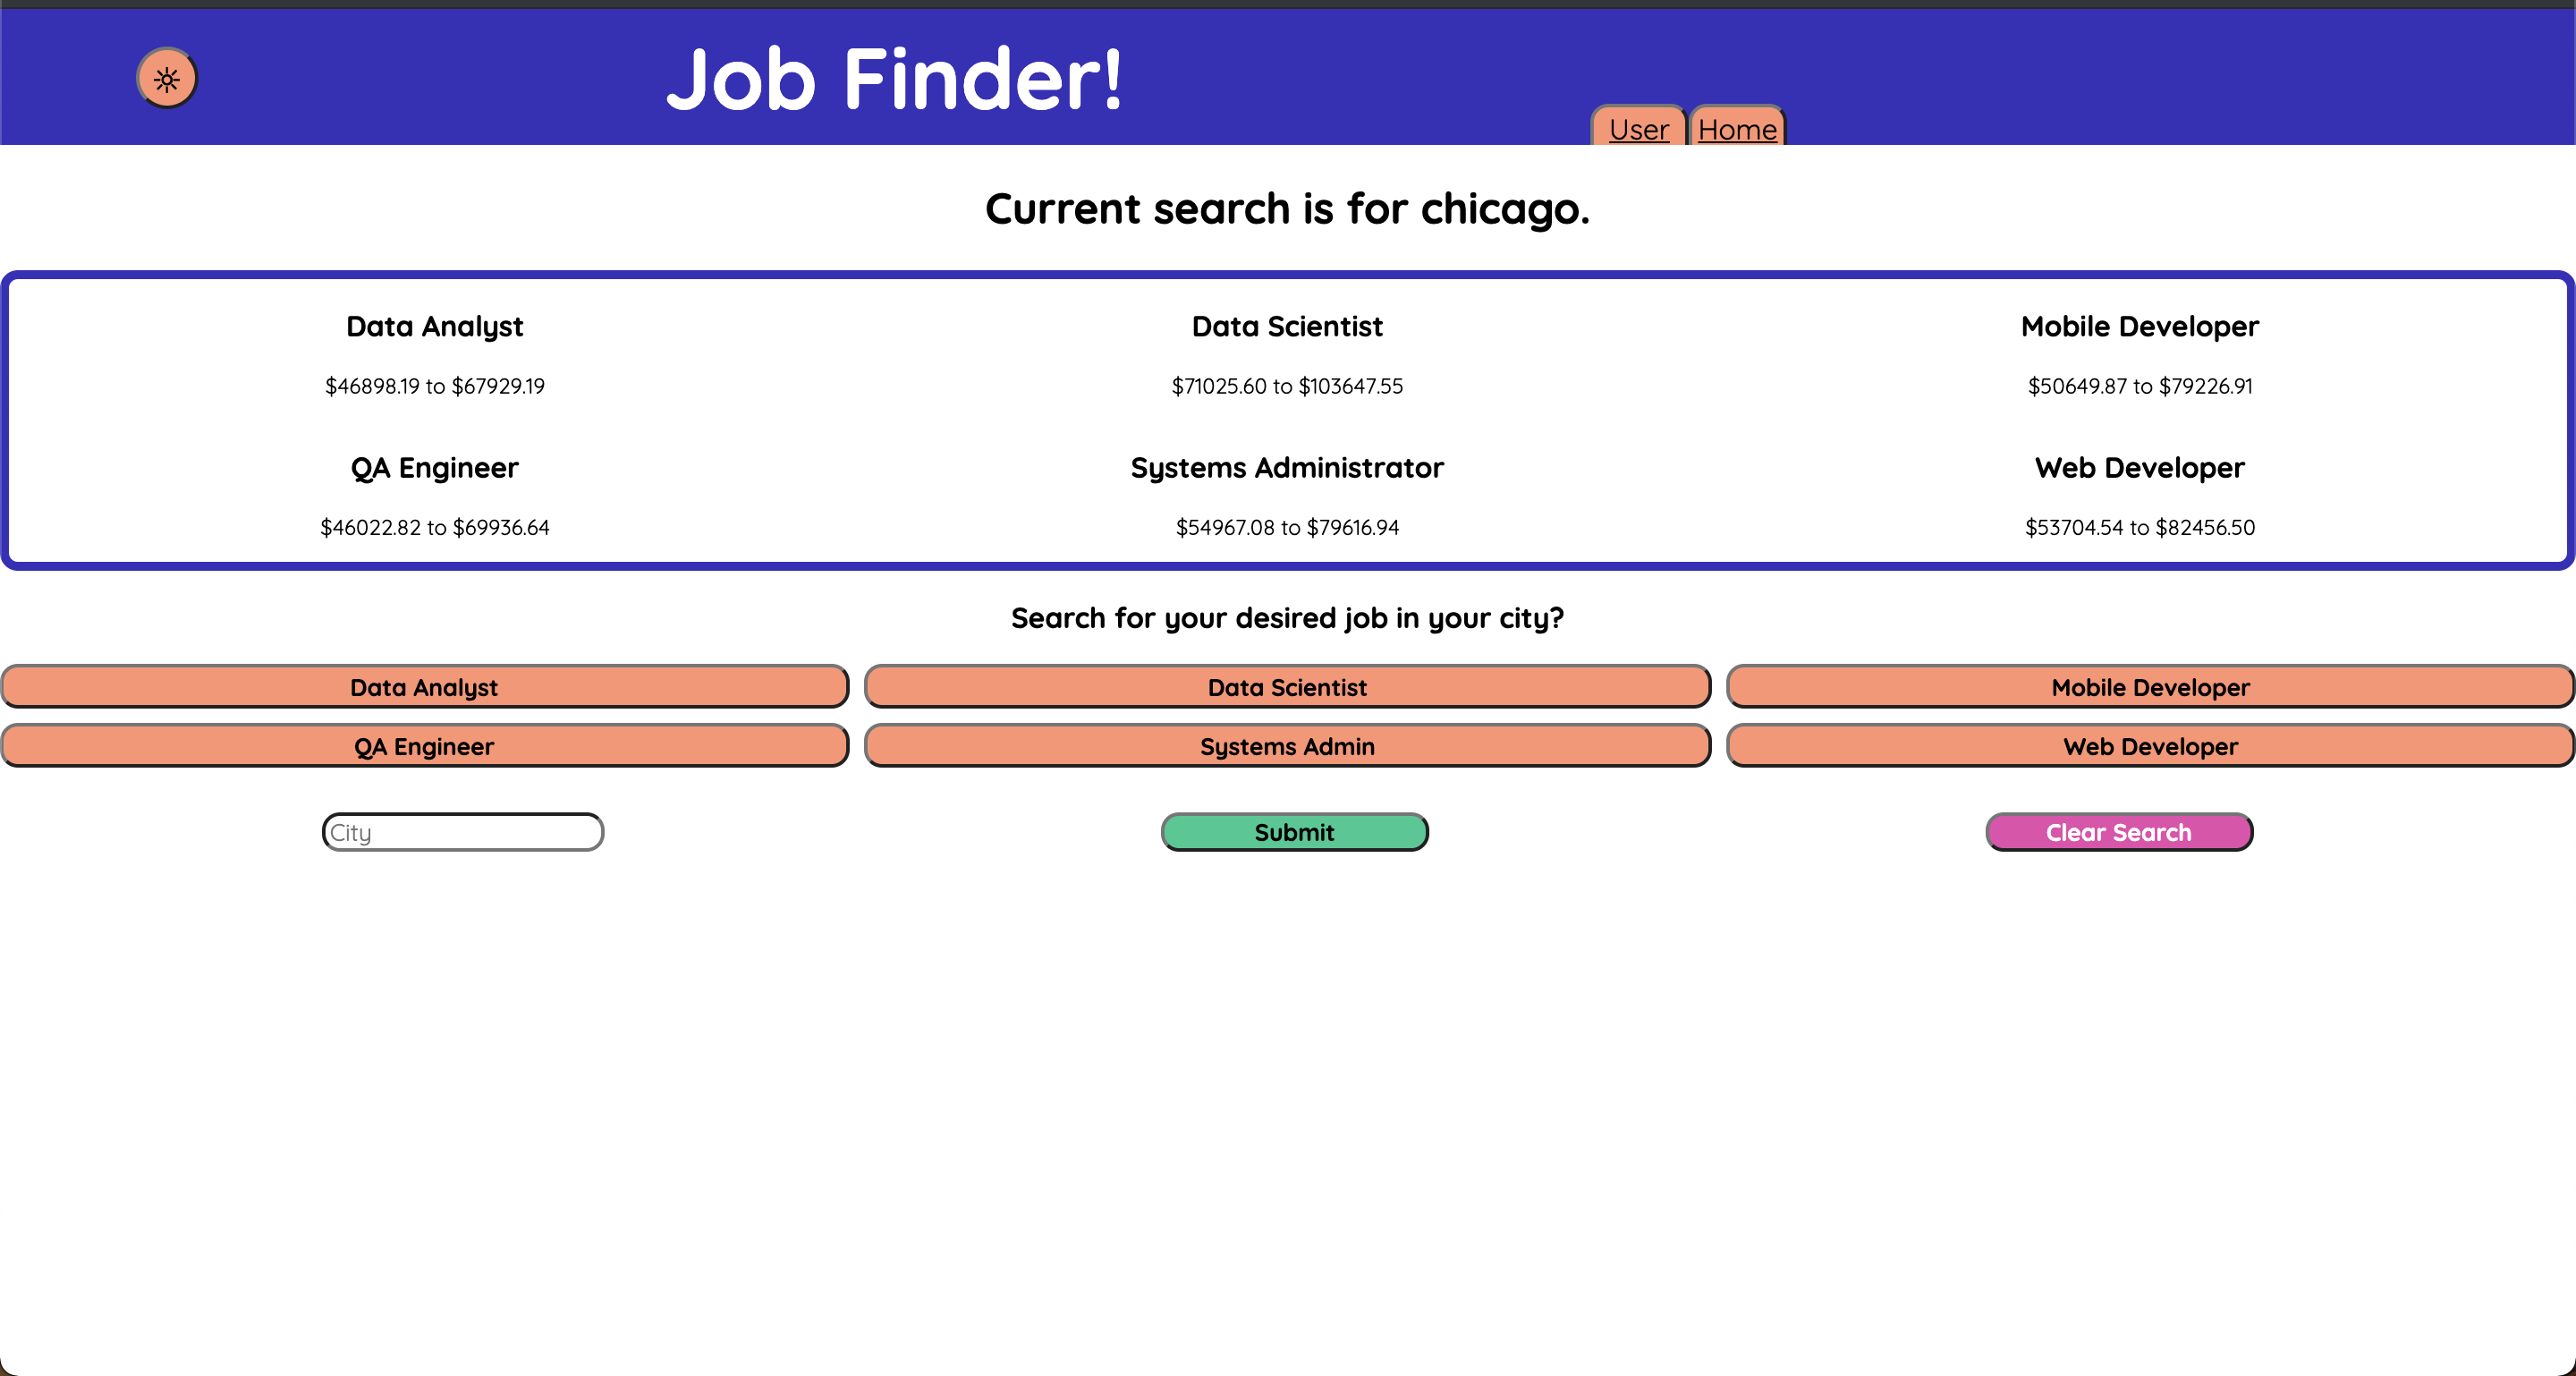 Job Finder!
User Home
Current search is for chicago.
Data Analyst Data Scientist Mobile Developer
$46898.19 to $67929.19 $71025.60 to $103647.55 $50649.87 to $79226.91
QA Engineer Systems Administrator Web Developer
$46022.82 to $69936.64 $54967.08 to $79616.94 $53704.54 to $82456.50
Search for your desired job in your city?
Data Analyst Data Scientist Mobile Developer
QA Engineer Systems Admin Web Developer
City Submit Clear Search